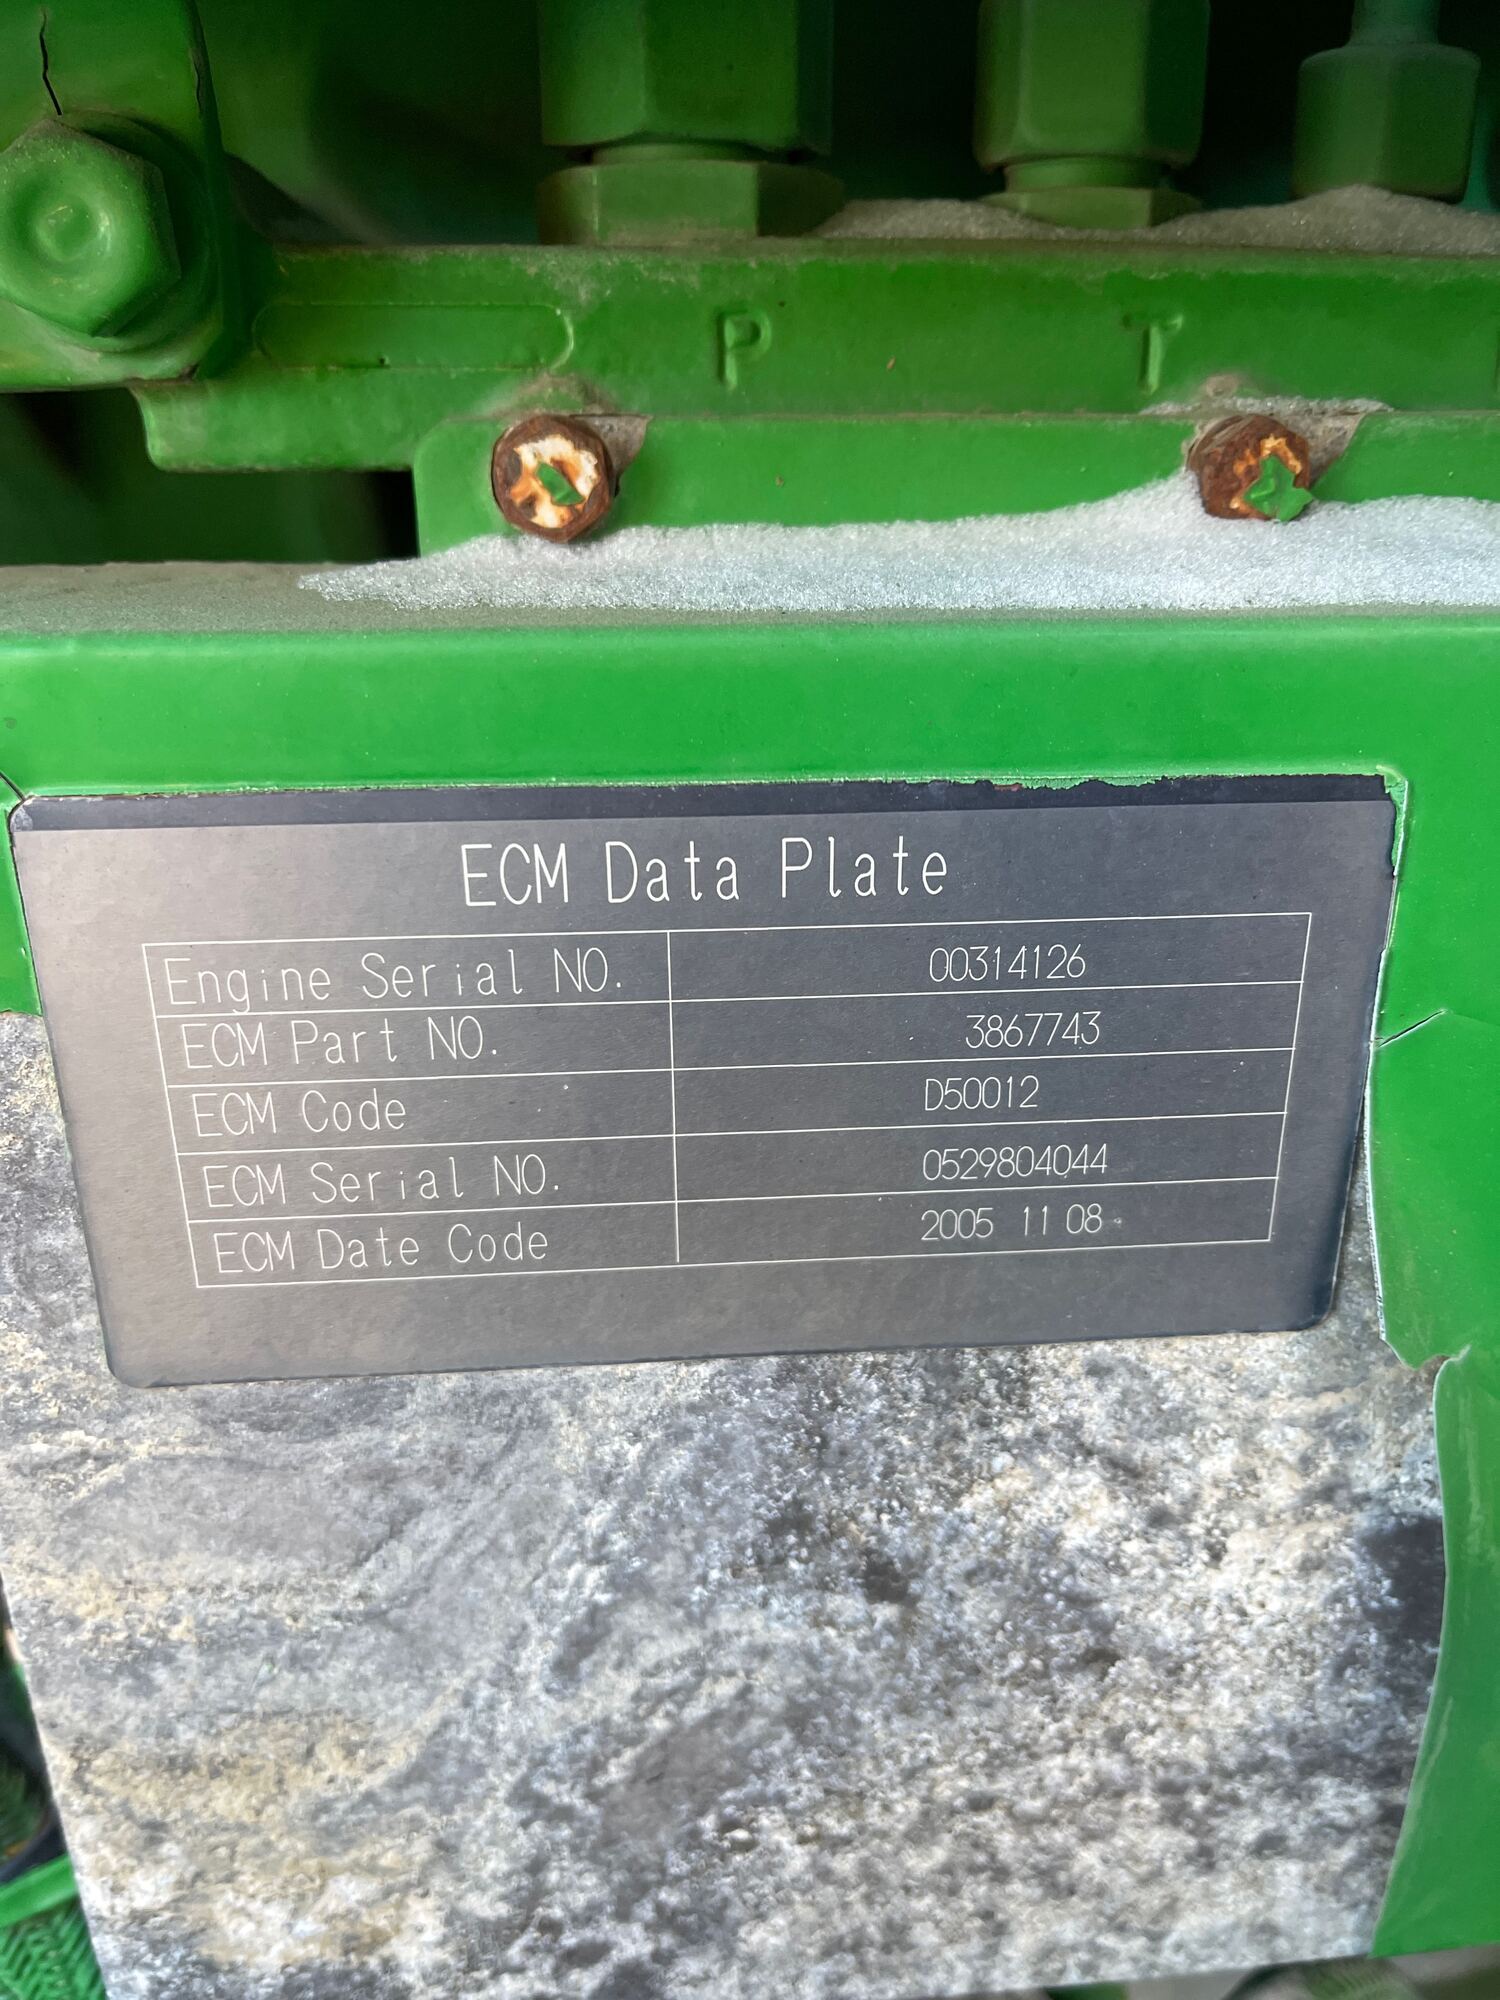 P T
ECM Data Plate
Engine Serial NO. 00314126
ECM Part NO. 3867743
ECM Code D50012
ECM Serial NO. 0529804044
ECM Date Code 2005 11 08